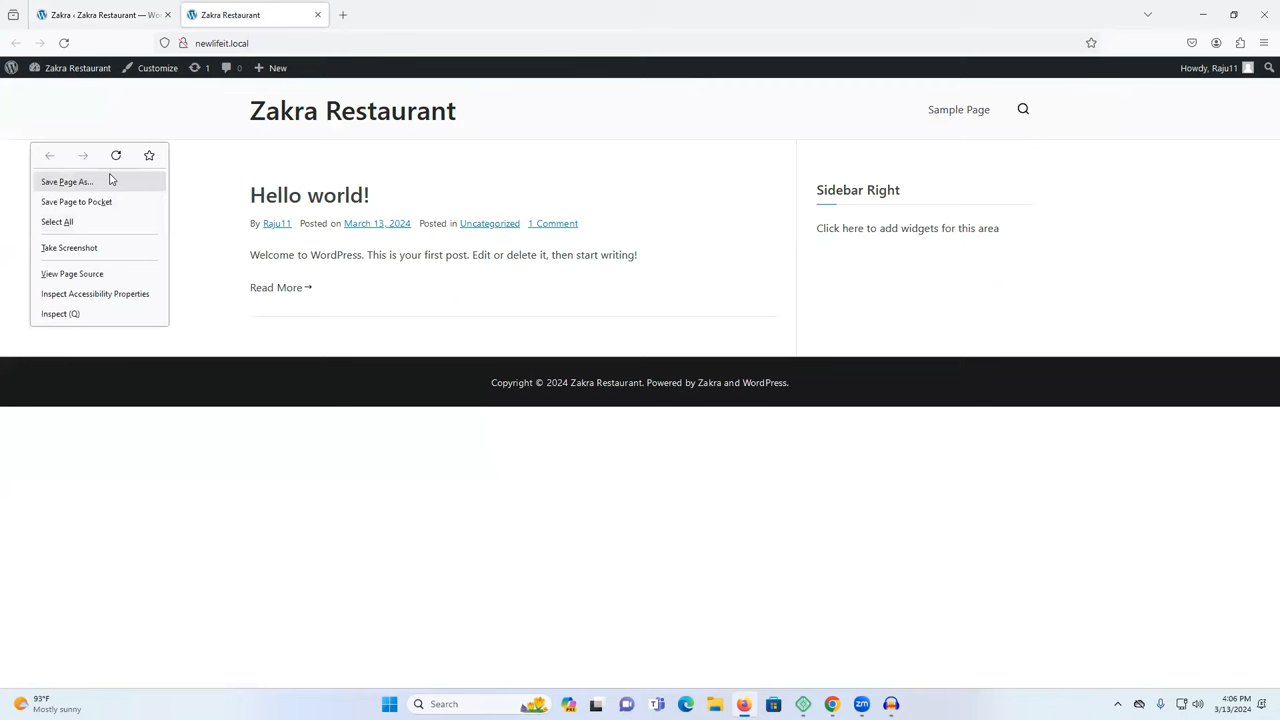 Zakra ‹ Zakra Restaurant — Wo
Zakra Restaurant
newlifeit.local
Zakra Restaurant
Customize
1
0
New
Howdy, Raju11
Zakra Restaurant
Sample Page
Save Page As...
Save Page to Pocket
Select All
Take Screenshot
View Page Source
Inspect Accessibility Properties
Inspect (Q)
Hello world!
By Raju11 Posted on March 13, 2024 Posted in Uncategorized 1 Comment
Welcome to WordPress. This is your first post. Edit or delete it, then start writing!
Read More
Sidebar Right
Click here to add widgets for this area
Copyright © 2024 Zakra Restaurant. Powered by Zakra and WordPress.
93°F
Mostly sunny
Search
zm
4:06 PM
3/13/2024